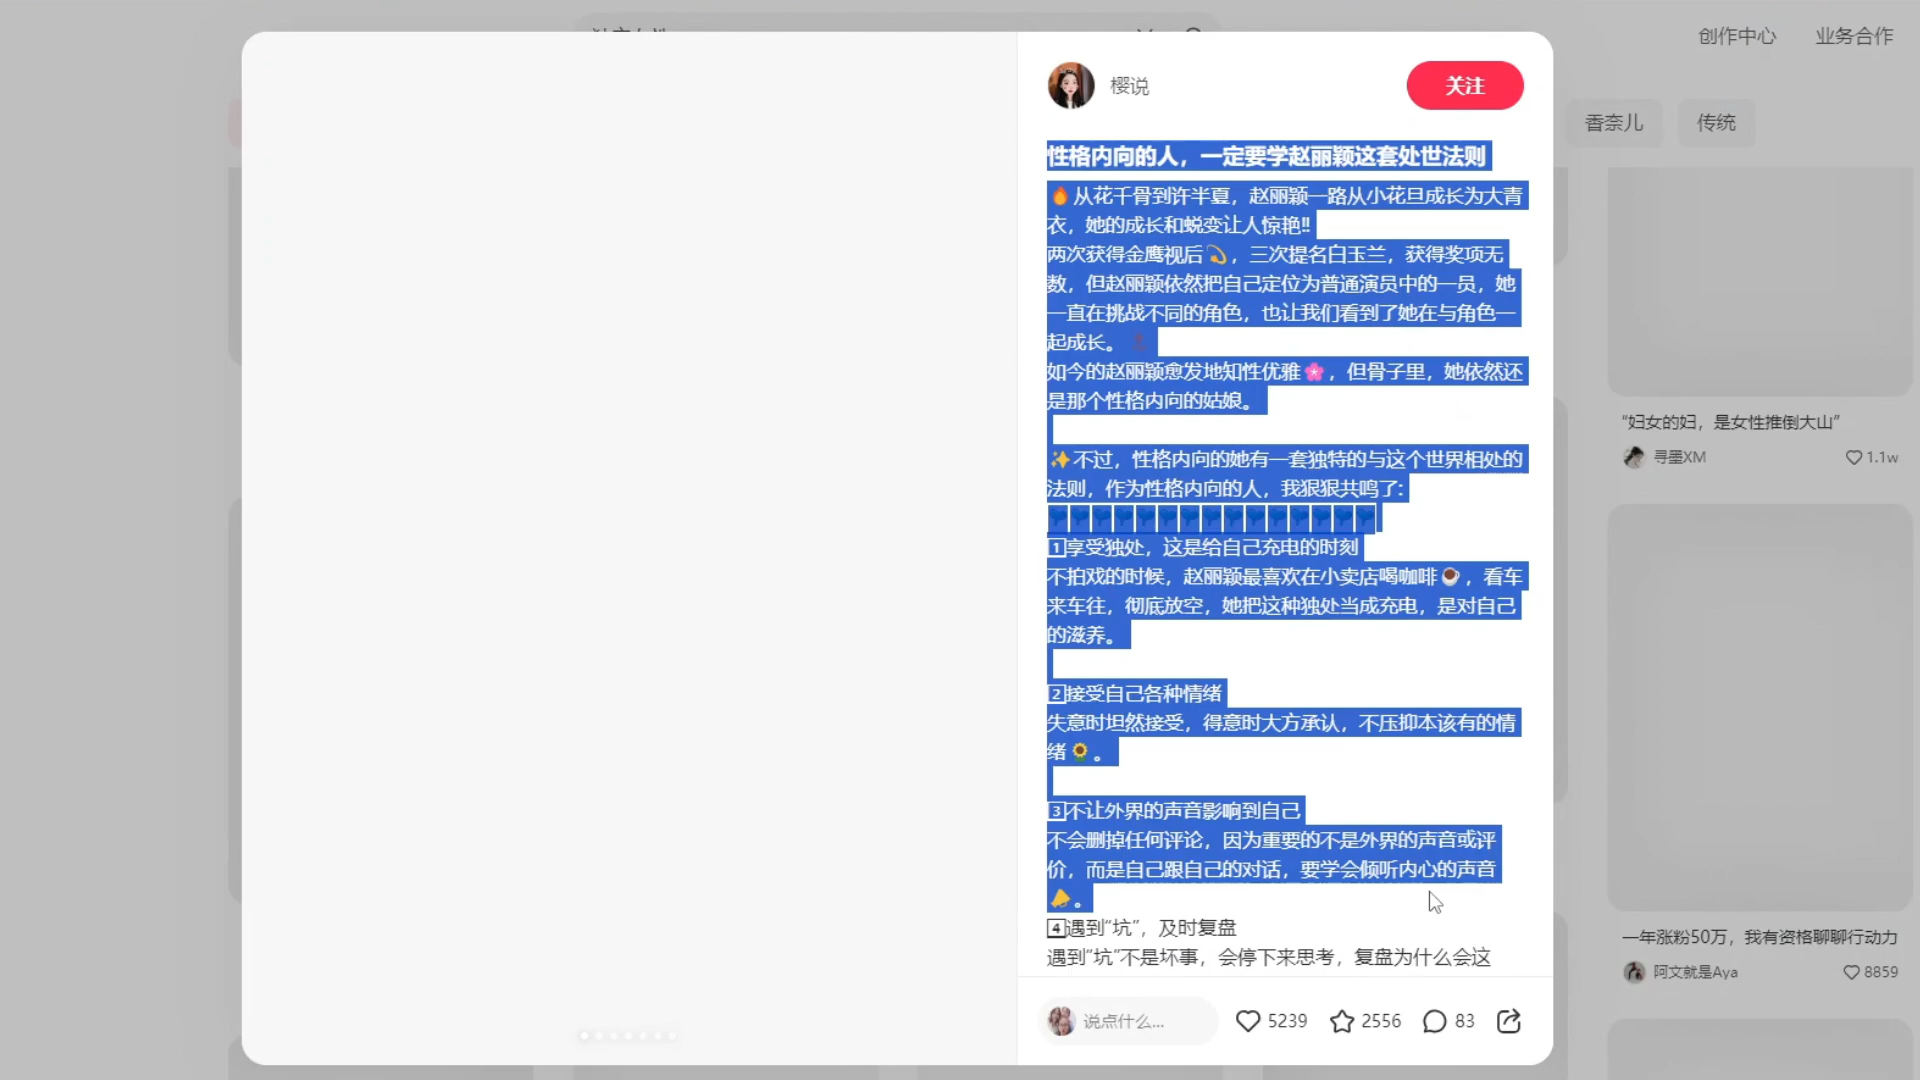 创作中心 业务合作
樱说
关注
香奈儿 传统
性格内向的人，一定要学赵丽颖这套处世法则
🔥从花千骨到许半夏，赵丽颖一路从小花旦成长为大青
衣，她的成长和蜕变让人惊艳‼
两次获得金鹰视后💫，三次提名白玉兰，获得奖项无
数，但赵丽颖依然把自己定位为普通演员中的一员，她
一直在挑战不同的角色，也让我们看到了她在与角色一
起成长。
如今的赵丽颖愈发地知性优雅🌸，但骨子里，她依然还
是那个性格内向的姑娘。
✨不过，性格内向的她有一套独特的与这个世界相处的
法则，作为性格内向的人，我狠狠共鸣了:
1️⃣享受独处，这是给自己充电的时刻
不拍戏的时候，赵丽颖最喜欢在小卖店喝咖啡☕，看车
来车往，彻底放空，她把这种独处当成充电，是对自己
的滋养。
2️⃣接受自己各种情绪
失意时坦然接受，得意时大方承认，不压抑本该有的情
绪🌻。
3️⃣不让外界的声音影响到自己
不会删掉任何评论，因为重要的不是外界的声音或评
价，而是自己跟自己的对话，要学会倾听内心的声音
📣。
4️⃣遇到“坑”，及时复盘
遇到“坑”不是坏事，会停下来思考，复盘为什么会这
说点什么...
5239 2556 83
“妇女的妇，是女性推倒大山”
寻墨XM 1.1w
一年涨粉50万，我有资格聊聊行动力
阿文就是Aya 8859